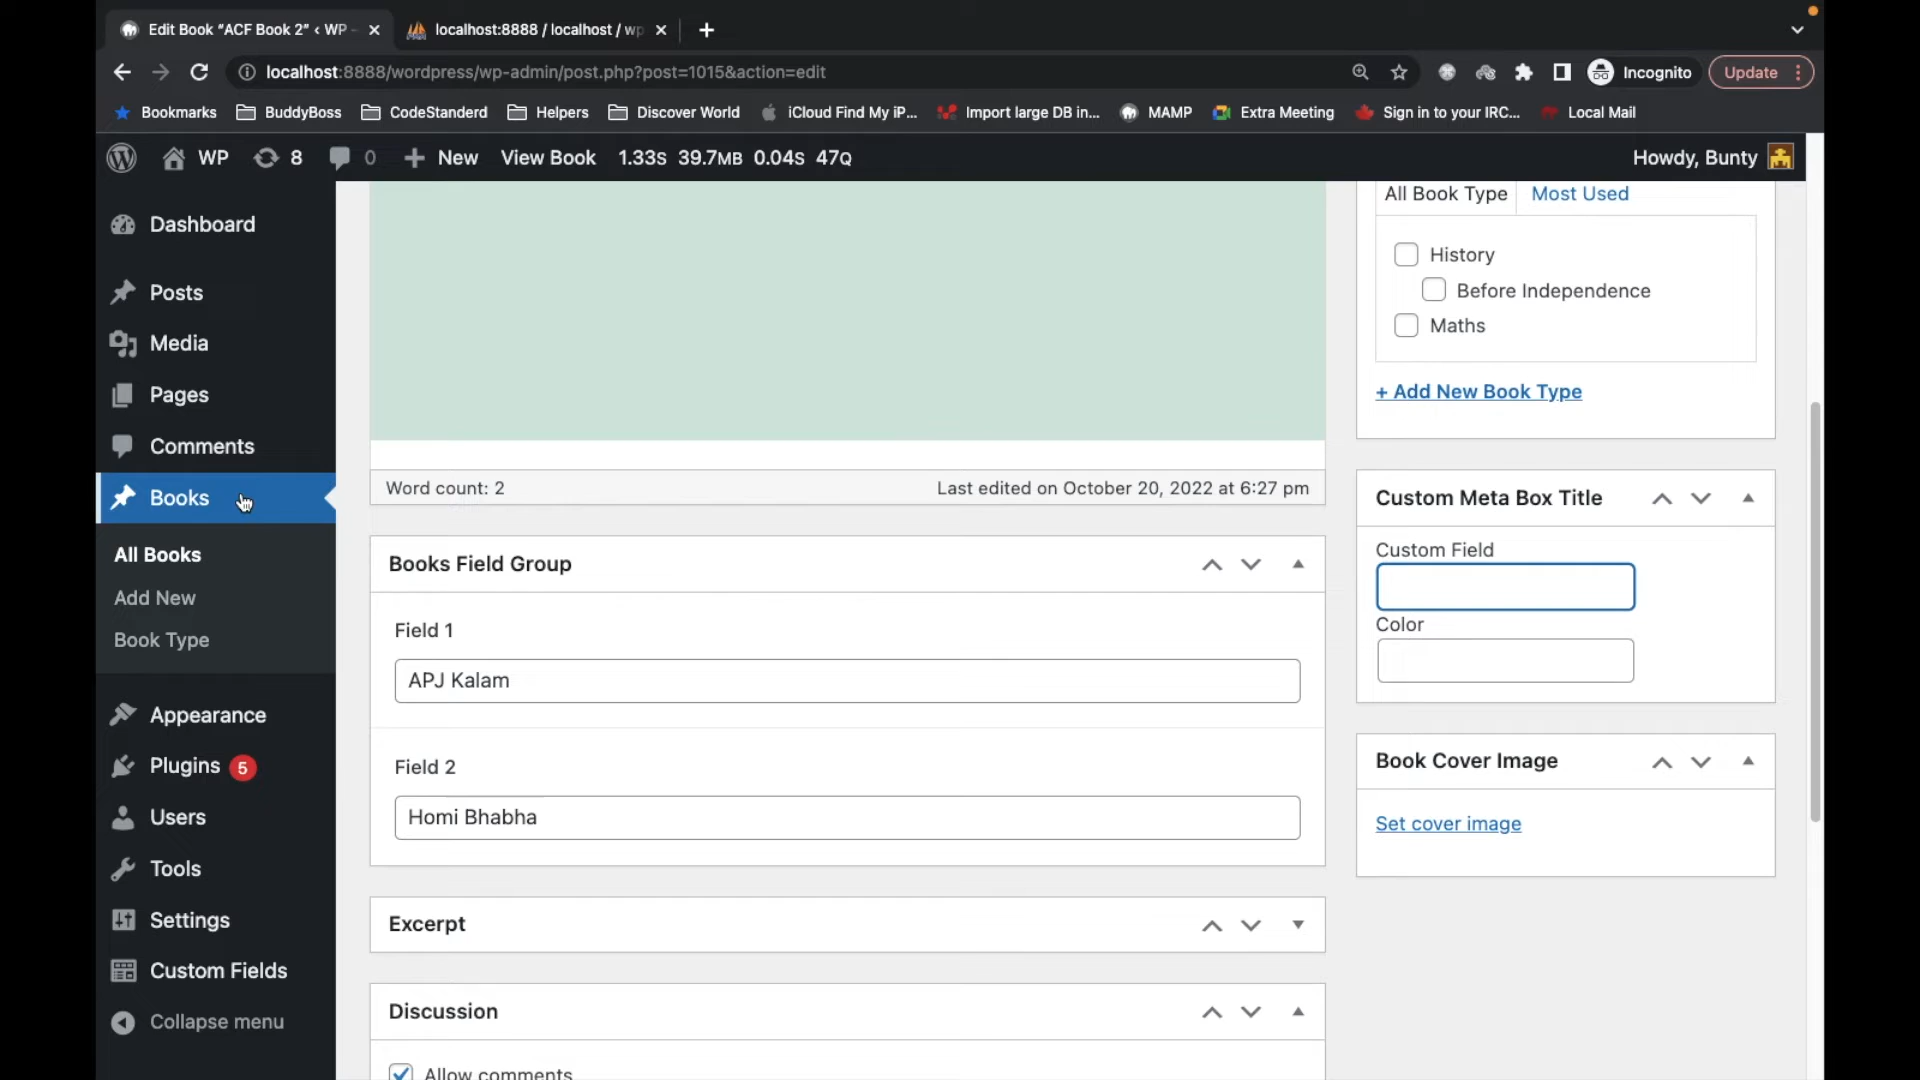 Edit Book “ACF Book 2” ‹ WP -
localhost:8888 / localhost / wp
localhost:8888/wordpress/wp-admin/post.php?post=1015&action=edit
Incognito
Update
Bookmarks
BuddyBoss
CodeStanderd
Helpers
Discover World
iCloud Find My iP...
Import large DB in...
MAMP
Extra Meeting
Sign in to your IRC...
Local Mail
WP
8
0
New
View Book
1.33S 39.7MB 0.04S 47Q
Howdy, Bunty
Dashboard
Posts
Media
Pages
Comments
Books
All Books
Add New
Book Type
Appearance
Plugins 5
Users
Tools
Settings
Custom Fields
Collapse menu
Word count: 2
Last edited on October 20, 2022 at 6:27 pm
Books Field Group
Field 1
APJ Kalam
Field 2
Homi Bhabha
Excerpt
Discussion
Allow comments
All Book Type
Most Used
History
Before Independence
Maths
+ Add New Book Type
Custom Meta Box Title
Custom Field
Color
Book Cover Image
Set cover image